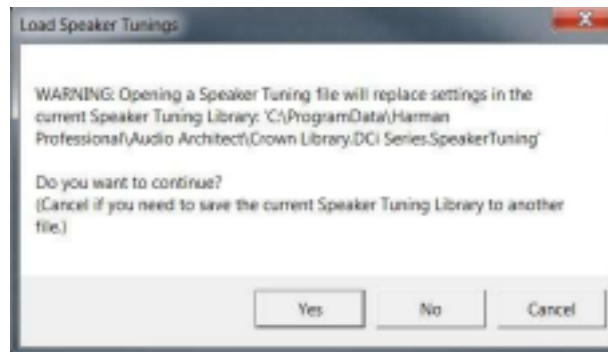 Load Speaker Tunings
WARNING: Opening a Speaker Tuning file will replace settings in the
current Speaker Tuning Library: 'C:\ProgramData\Harman
Professional\Audio Architect\Crown Library.DCi Series.SpeakerTuning'
Do you want to continue?
(Cancel if you need to save the current Speaker Tuning Library to another
file.)
Yes
No
Cancel